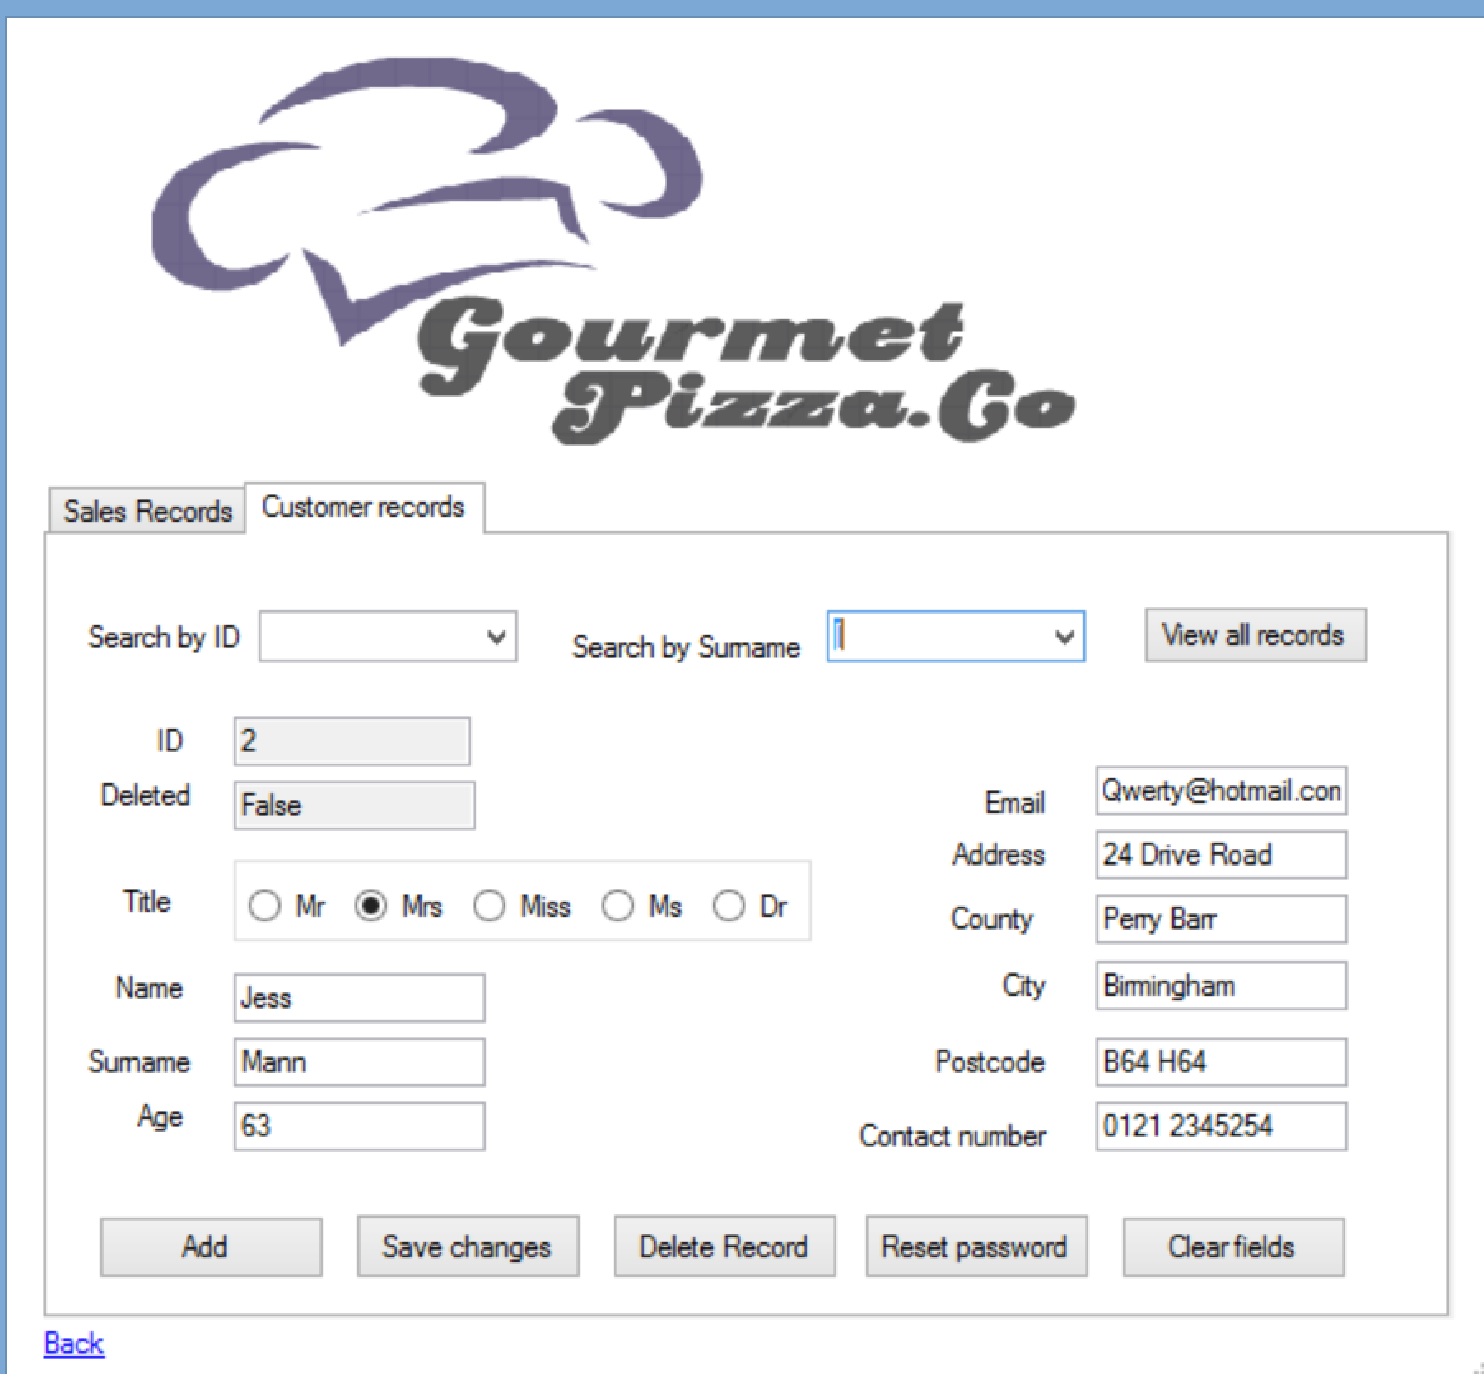 Gourmet
Pizza.Co
Sales Records Customer records
Search by ID Search by Surname View all records
ID 2
Deleted False
Email Qwerty@hotmail.con
Address 24 Drive Road
Title Mr Mrs Miss Ms Dr
County Perry Barr
Name Jess
City Birmingham
Surname Mann
Postcode B64 H64
Age 63
Contact number 0121 2345254
Add Save changes Delete Record Reset password Clear fields
Back